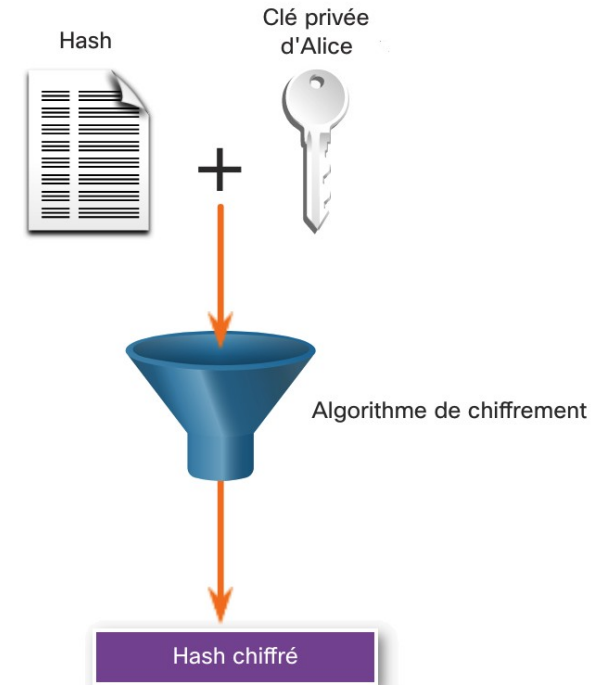 Hash
Clé privée
d'Alice
+
Algorithme de chiffrement
Hash chiffré